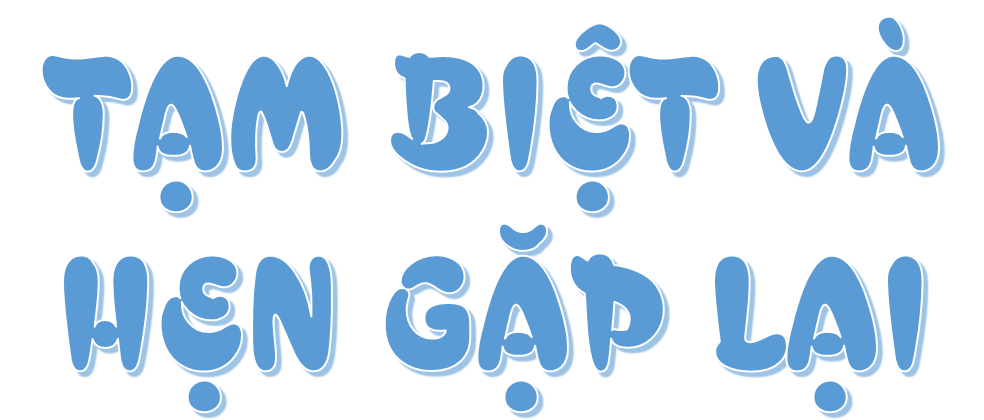 TẠM BIỆT VÀ
HẸN GẶP LẠI